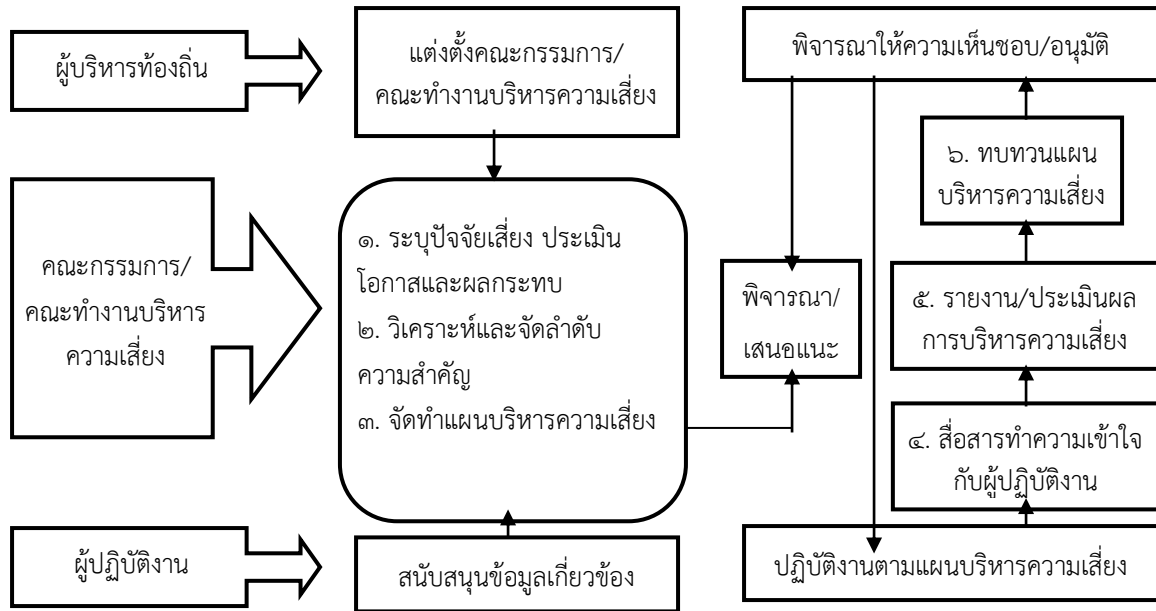 ผู้บริหารท้องถิ่น
แต่งตั้งคณะกรรมการ/
คณะทำงานบริหารความเสี่ยง
พิจารณาให้ความเห็นชอบ/อนุมัติ
คณะกรรมการ/
คณะทำงานบริหาร
ความเสี่ยง
๑. ระบุปัจจัยเสี่ยง ประเมิน
โอกาสและผลกระทบ
๒. วิเคราะห์และจัดลำดับ
ความสำคัญ
๓. จัดทำแผนบริหารความเสี่ยง
พิจารณา/
เสนอแนะ
๖. ทบทวนแผน
บริหารความเสี่ยง
๕. รายงาน/ประเมินผล
การบริหารความเสี่ยง
๔. สื่อสารทำความเข้าใจ
กับผู้ปฏิบัติงาน
ผู้ปฏิบัติงาน
สนับสนุนข้อมูลเกี่ยวข้อง
ปฏิบัติงานตามแผนบริหารความเสี่ยง